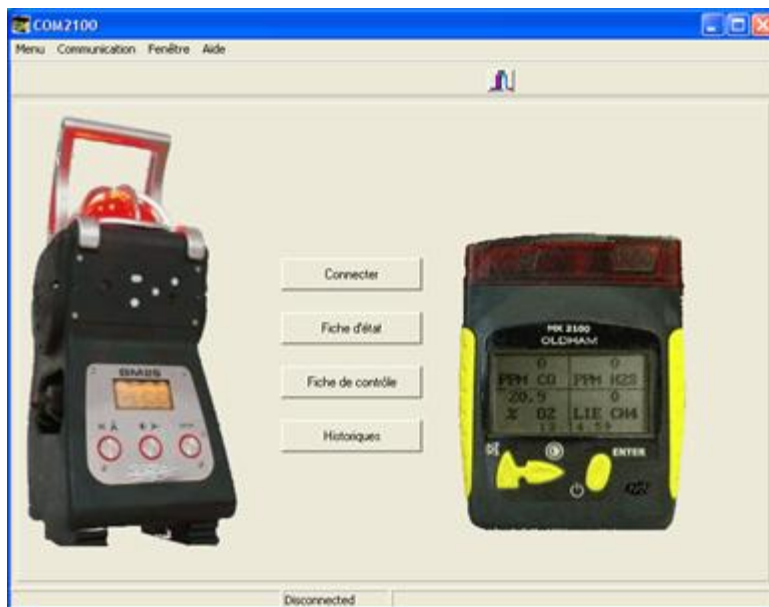 COM2100
Menu Communication Fenêtre Aide
Connecter
Fiche d'état
Fiche de contrôle
Historiques
BM25
MX 2100
OLDHAM
0 0
PPM CO PPM H2S
20.9 0
% O2 LIE CH4
ENTER
Disconnected